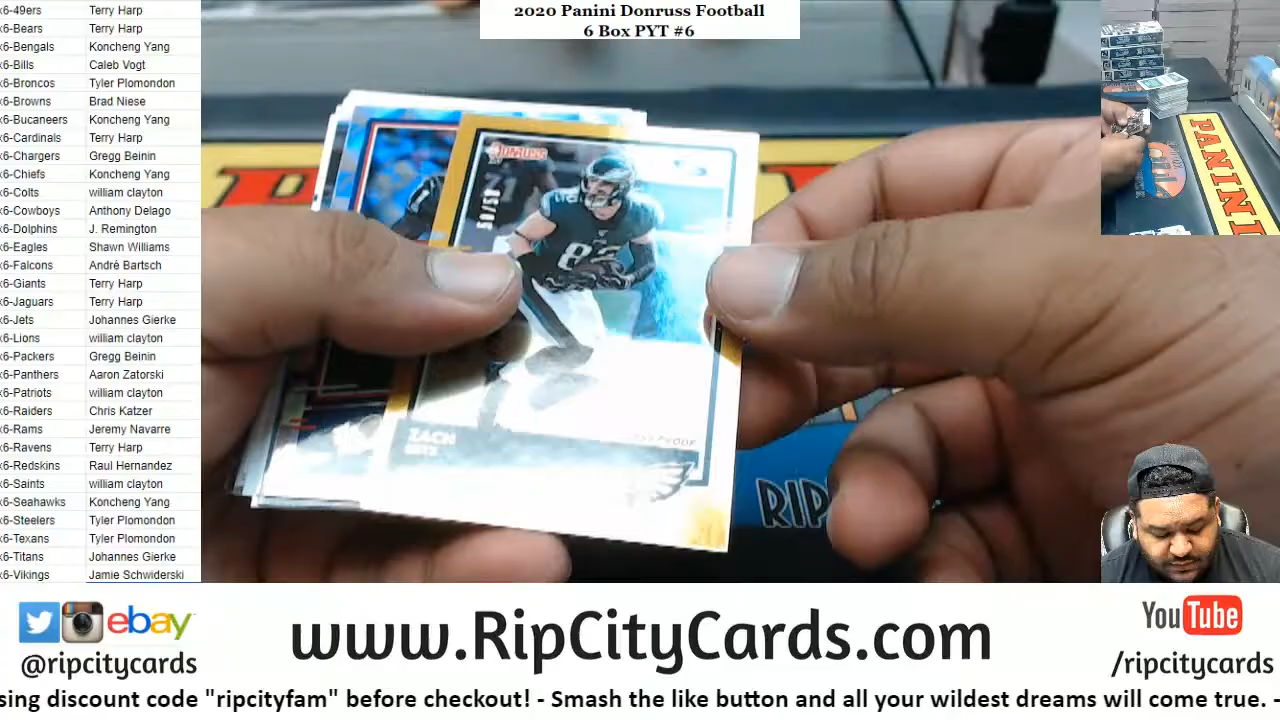 2020 Panini Donruss Football
6 Box PYT #6
x6-49ers Terry Harp
x6-Bears Terry Harp
x6-Bengals Koncheng Yang
x6-Bills Caleb Vogt
x6-Broncos Tyler Plomondon
x6-Browns Brad Niese
x6-Bucaneers Koncheng Yang
x6-Cardinals Terry Harp
x6-Chargers Gregg Beinin
x6-Chiefs Koncheng Yang
x6-Colts william clayton
x6-Cowboys Anthony Delago
x6-Dolphins J. Remington
x6-Eagles Shawn Williams
x6-Falcons André Bartsch
x6-Giants Terry Harp
x6-Jaguars Terry Harp
x6-Jets Johannes Gierke
x6-Lions william clayton
x6-Packers Gregg Beinin
x6-Panthers Aaron Zatorski
x6-Patriots william clayton
x6-Raiders Chris Katzer
x6-Rams Jeremy Navarre
x6-Ravens Terry Harp
x6-Redskins Raul Hernandez
x6-Saints william clayton
x6-Seahawks Koncheng Yang
x6-Steelers Tyler Plomondon
x6-Texans Tyler Plomondon
x6-Titans Johannes Gierke
x6-Vikings Jamie Schwiderski
DONRUSS
ZACH
ERTZ
PROOF
RIP
PANINI
ebay
@ripcitycards
www.RipCityCards.com
YouTube
/ripcitycards
sing discount code "ripcityfam" before checkout! - Smash the like button and all your wildest dreams will come true. -